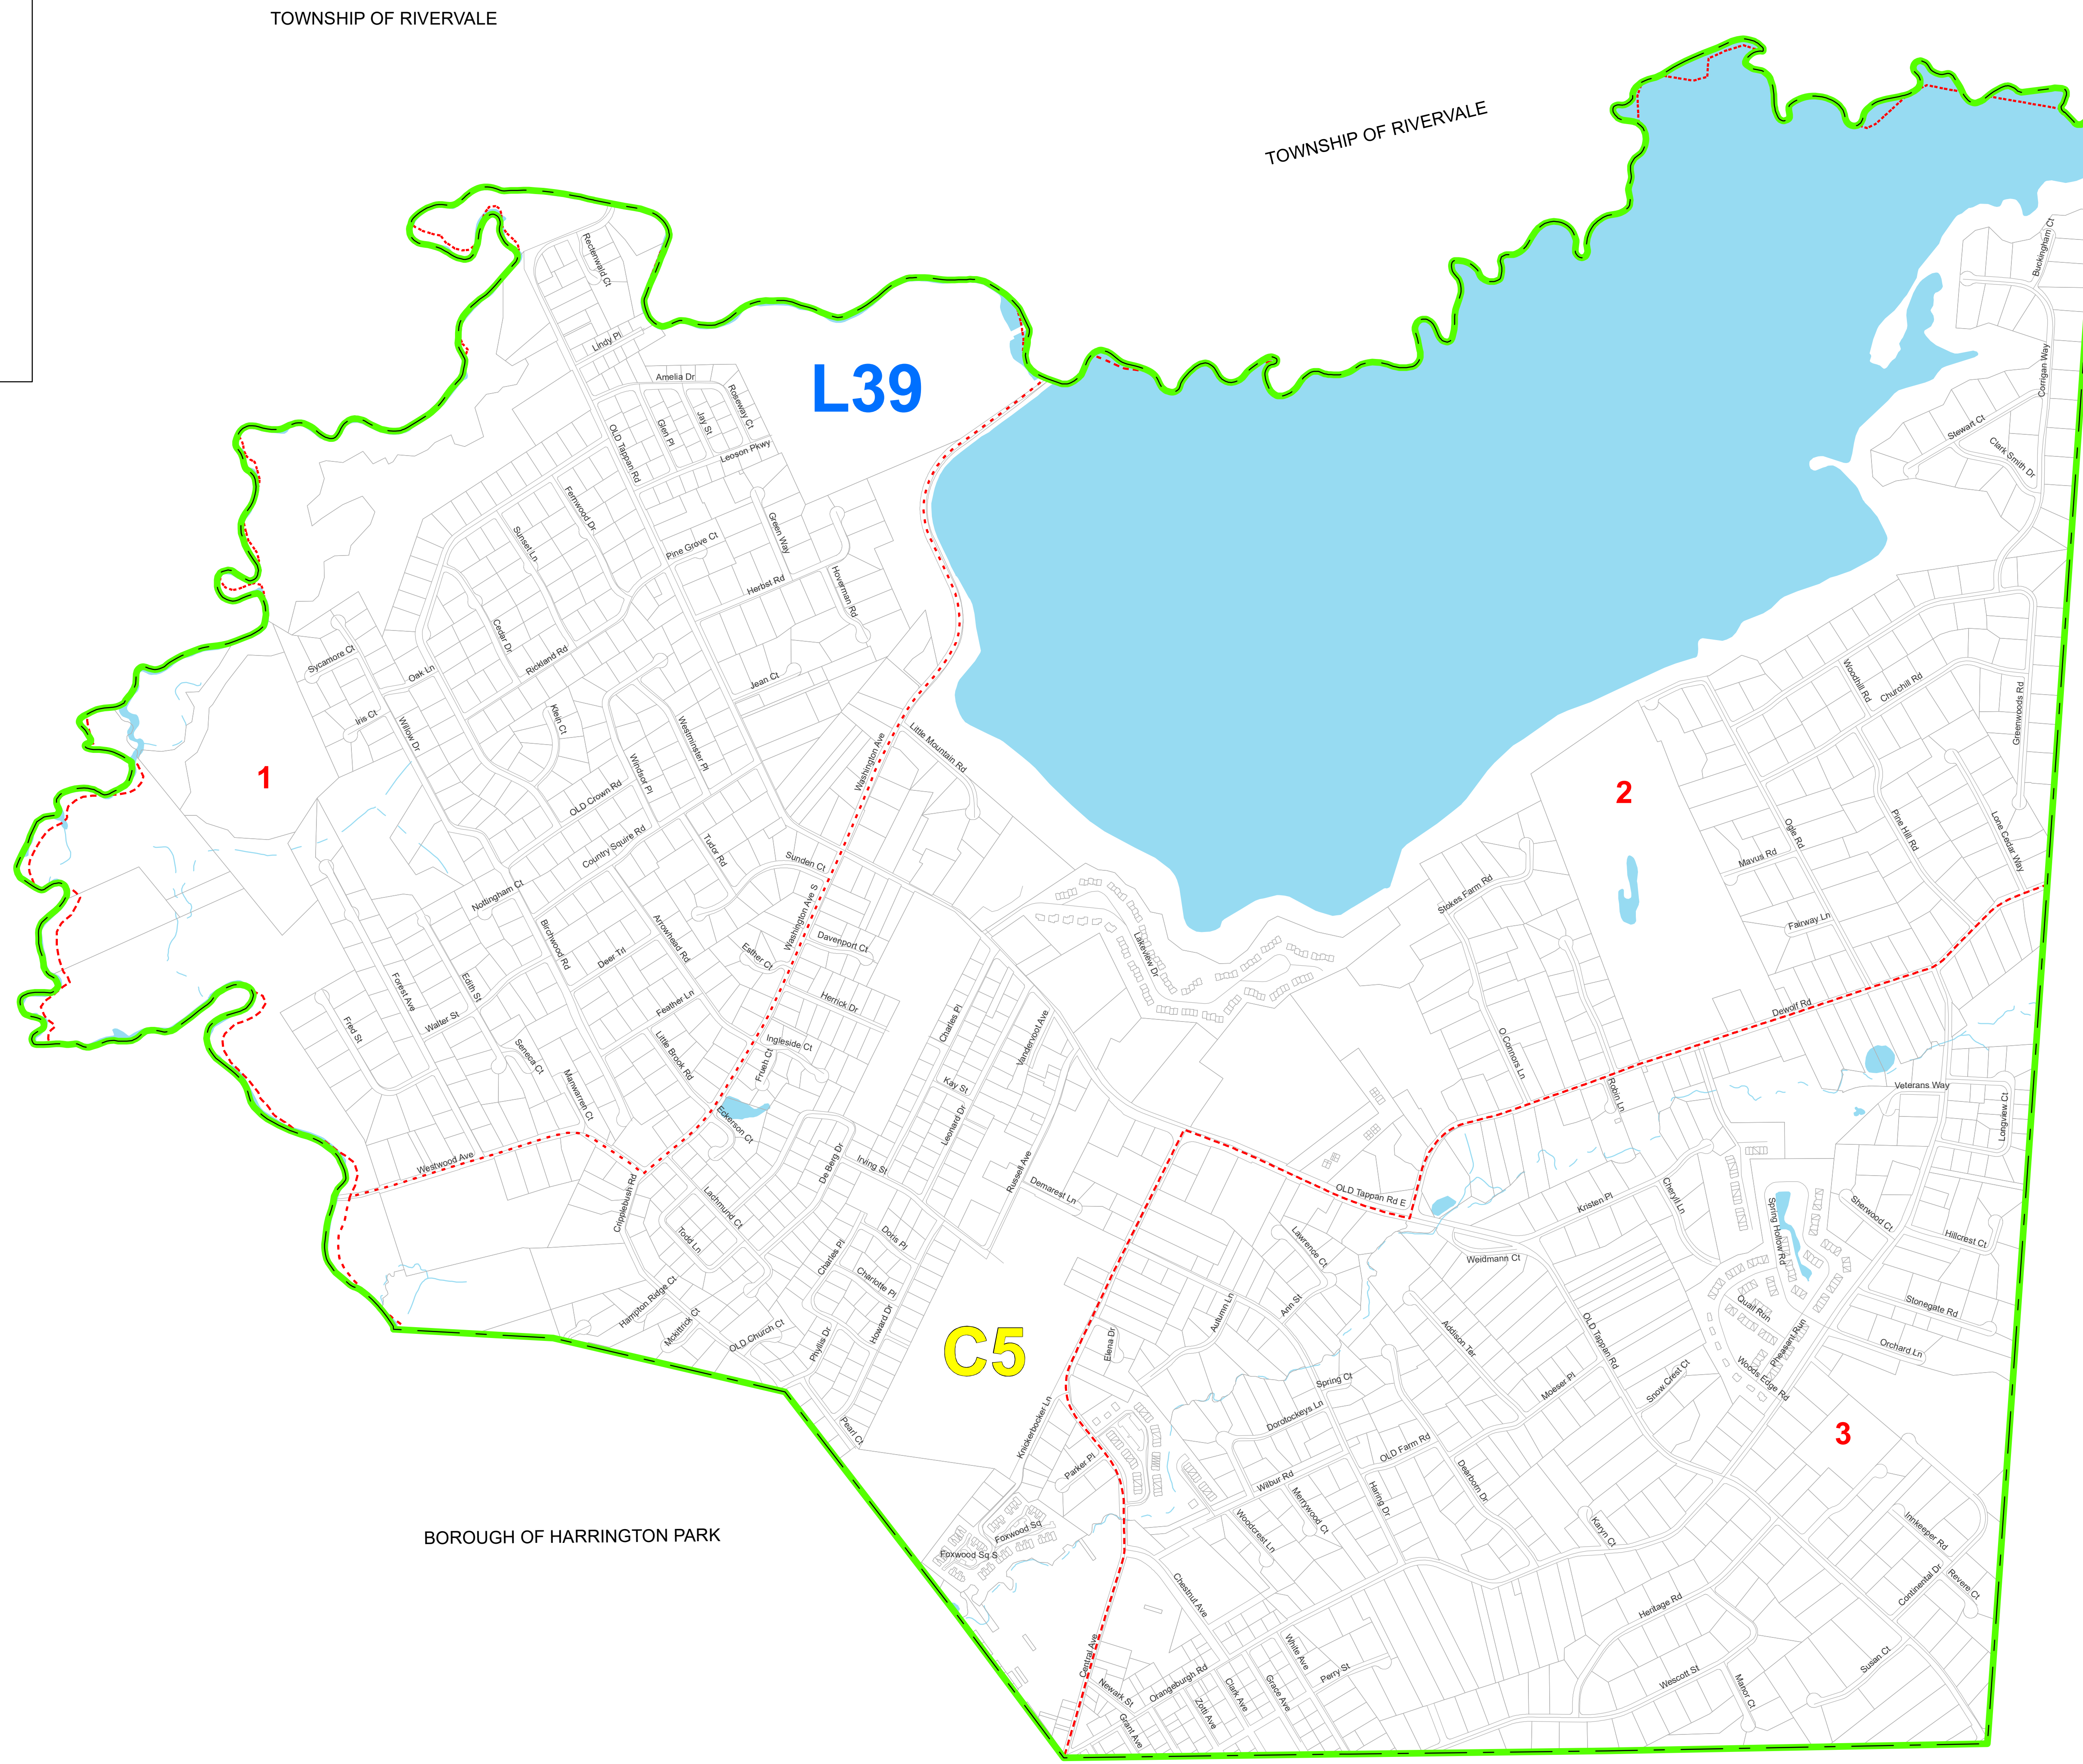 TOWNSHIP OF RIVERVALE
TOWNSHIP OF RIVERVALE
Rectenwald Ct
Buckingham Ct
Lindy Pl
Corrigan Way
Amelia Dr
L39
Roseway Ct
Jay St
Glen Pl
OLD Tappan Rd
Leoson Pkwy
Stewart Ct
Clark Smith Dr
Fernwood Dr
Sunset Ln
Green Way
Pine Grove Ct
Herbst Rd
Hoverman Rd
Cedar Dr
Sycamore Ct
Rickland Rd
Oak Ln
Jean Ct
Woodhill Rd
Churchill Rd
Greenwoods Rd
Iris Ct
Klein Ct
Willow Dr
Westminster Pl
Little Mountain Rd
Washington Ave
1
Windsor Pl
2
OLD Crown Rd
Ogle Rd
Pine Hill Rd
Lone Cedar Way
Country Squire Rd
Tudor Rd
Sunden Ct
Mavus Rd
Nottingham Ct
Stokes Farm Rd
Washington Ave S
Fairway Ln
Arrowhead Rd
Birchwood Rd
Davenport Ct
Lakeview Dr
Deer Trl
Esther Ct
Forest Ave
Edith St
Feather Ln
Herrick Dr
Dewolf Rd
Fred St
Walter St
Charles Pl
Vandervoot Ave
Seneca Ct
Little Brook Rd
Ingleside Ct
Frueh Ct
O Connors Ln
Kay St
Robin Ln
Veterans Way
Manwarren Ct
Longview Ct
Eckerson Ct
Leonard Dr
Westwood Ave
De Berg Dr
Irving St
Russell Ave
Demarest Ln
OLD Tappan Rd E
Cripplebush Rd
Lachmund Ct
Kristen Pl
Cheryl Ln
Sherwood Ct
Spring Hollow Rd
Todd Ln
Doris Pl
Lawrence Ct
Hillcrest Ct
Charles Pl
Weidmann Ct
Charlotte Pl
Hampton Ridge Ct
Ann St
Autumn Ln
Quail Run
Stonegate Rd
Mckittrick Ct
OLD Church Ct
Phyllis Dr
Howard Dr
Elena Dr
Addison Ter
OLD Tappan Rd
Pheasant Run
Orchard Ln
C5
Woods Edge Rd
Spring Ct
Moeser Pl
Snow Crest Ct
Pearl Ct
Knickerbocker Ln
Dorotockeys Ln
3
OLD Farm Rd
Parker Pl
Wilbur Rd
Dearborn Dr
Haring Dr
Merrywood Ct
BOROUGH OF HARRINGTON PARK
Foxwood Sq
Foxwood Sq S
Woodcrest Ln
Karyn Ct
Innkeeper Rd
Chestnut Ave
Continental Dr
Revere Ct
Heritage Rd
Central Ave
White Ave
Perry St
Susan Ct
Newark St
Orangeburgh Rd
Clark Ave
Grace Ave
Wescott St
Manor Ct
Zotti Ave
Grant Ave